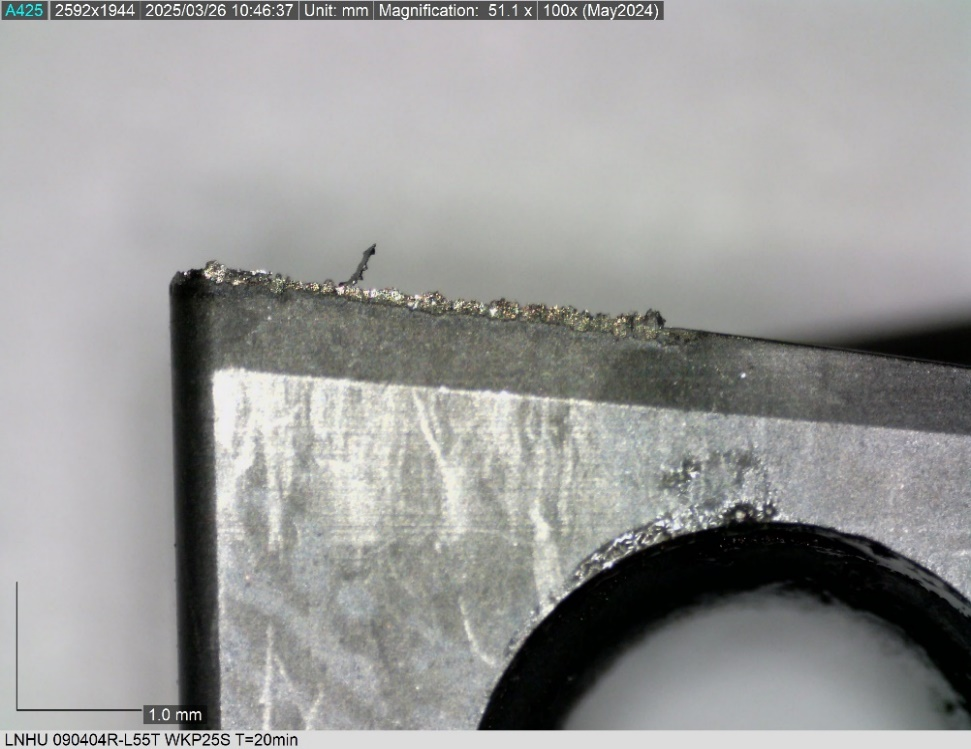 A425 2592x1944 2025/03/26 10:46:37 Unit: mm Magnification: 51.1 x 100x (May2024)
1.0 mm
LNHU 090404R-L55T WKP25S T=20min